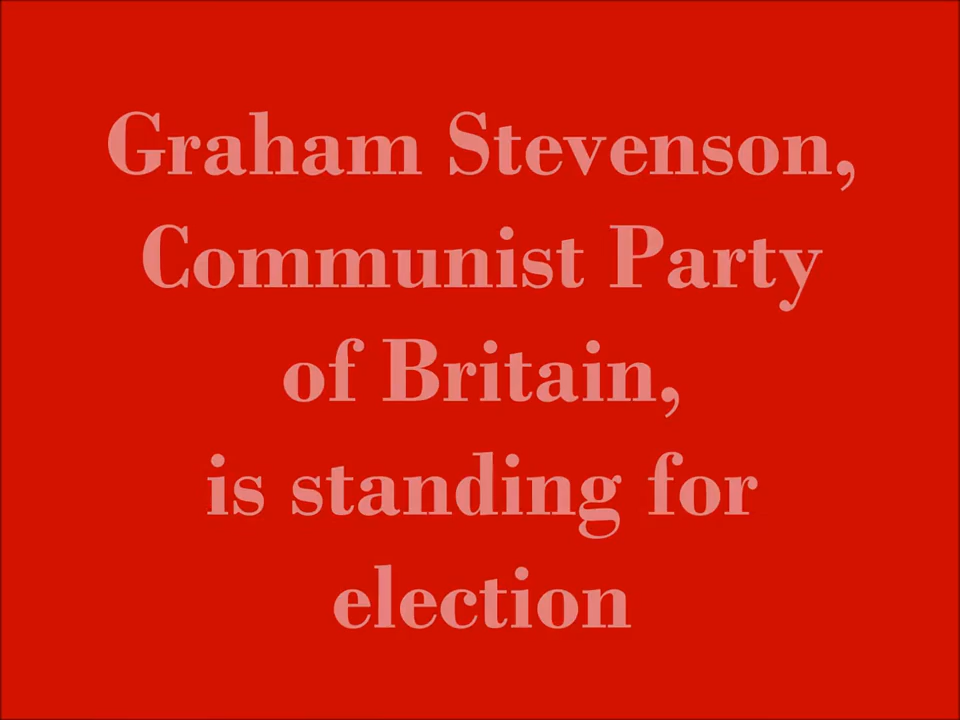 Graham Stevenson,
Communist Party
of Britain,
is standing for
election